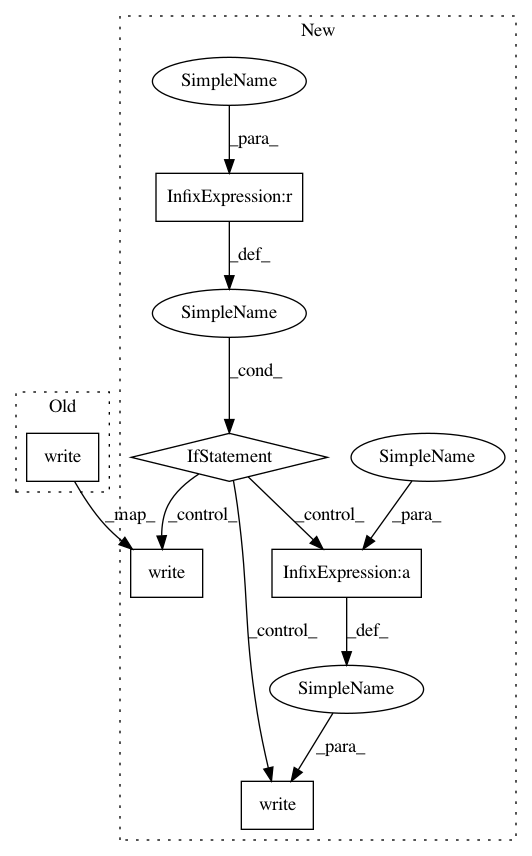 New
SimpleName
_para_
InfixExpression:r
_def_
SimpleName
_cond_
Old
write
IfStatement
SimpleName
_map_
_control_
_control_
_para_
write
InfixExpression:a
_control_
_def_
SimpleName
_para_
write